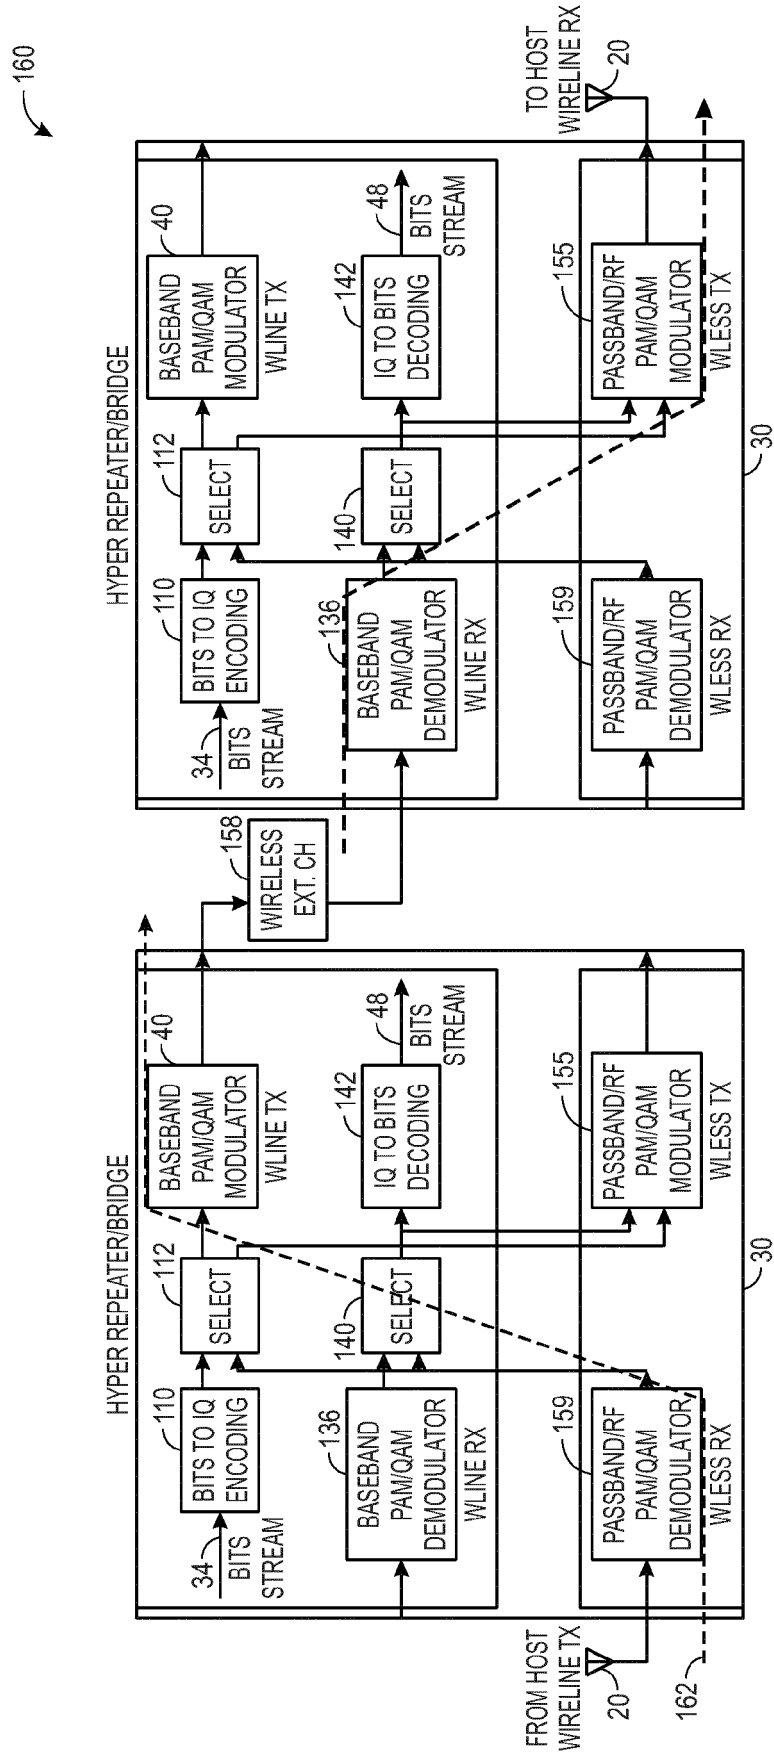 160
HYPER REPEATER/BRIDGE
34
BITS
STREAM
110
BITS TO IQ
ENCODING
112
SELECT
40
BASEBAND
PAM/QAM
MODULATOR
WLINE TX
136
BASEBAND
PAM/QAM
DEMODULATOR
WLINE RX
140
SELECT
142
IQ TO BITS
DECODING
48
BITS
STREAM
FROM HOST
WIRELINE TX
20
162
159
PASSBAND/RF
PAM/QAM
DEMODULATOR
WLESS RX
155
PASSBAND/RF
PAM/QAM
MODULATOR
WLESS TX
30
158
WIRELESS
EXT. CH
HYPER REPEATER/BRIDGE
34
BITS
STREAM
110
BITS TO IQ
ENCODING
112
SELECT
40
BASEBAND
PAM/QAM
MODULATOR
WLINE TX
136
BASEBAND
PAM/QAM
DEMODULATOR
WLINE RX
140
SELECT
142
IQ TO BITS
DECODING
48
BITS
STREAM
159
PASSBAND/RF
PAM/QAM
DEMODULATOR
WLESS RX
155
PASSBAND/RF
PAM/QAM
MODULATOR
WLESS TX
30
TO HOST
WIRELINE RX
20